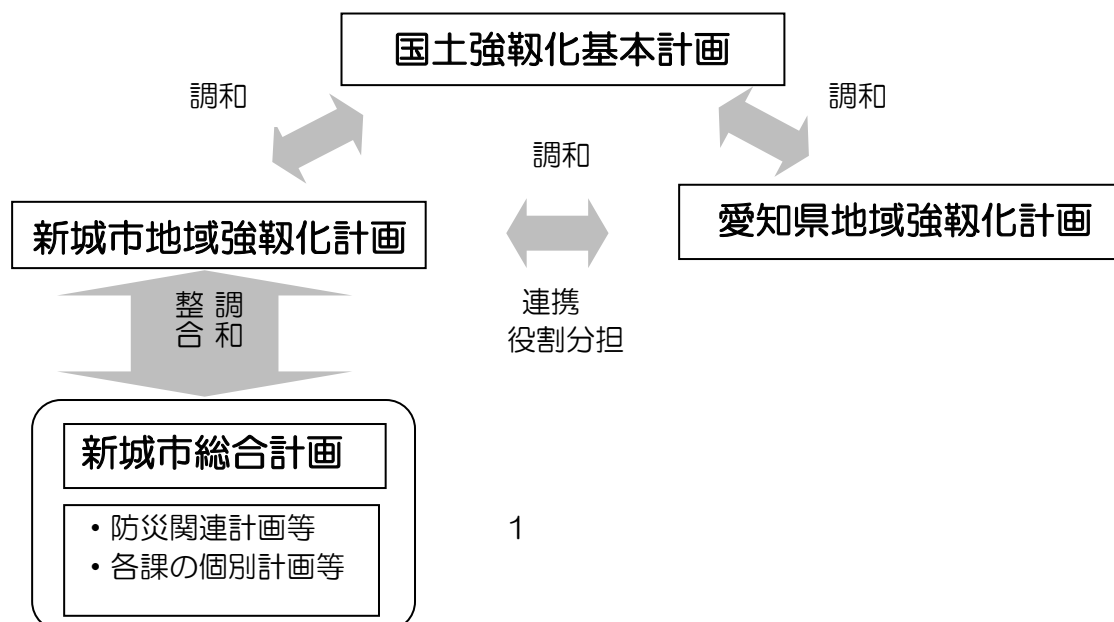 国土強靱化基本計画
調和
調和
調和
新城市地域強靱化計画
愛知県地域強靱化計画
整 調
合 和
連携
役割分担
新城市総合計画
・防災関連計画等
・各課の個別計画等
1